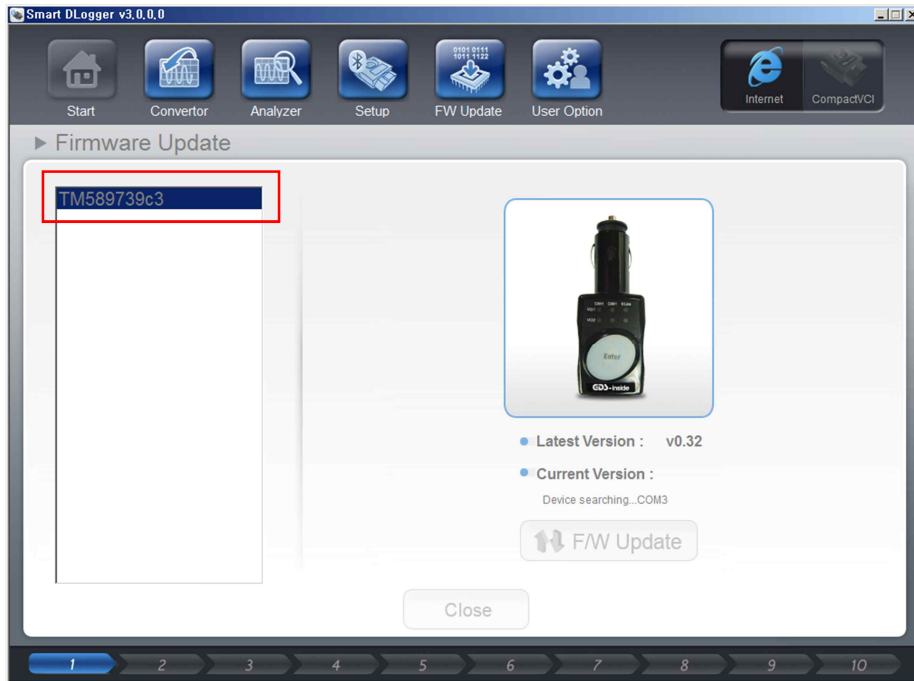 Smart DLogger v3,0,0,0
0101 0111
1011 1122
Start Convertor Analyzer Setup FW Update User Option Internet CompactVCI
Firmware Update
TM589739c3
Enter
GDS-inside
Latest Version : v0.32
Current Version :
Device searching...COM3
F/W Update
Close
1 2 3 4 5 6 7 8 9 10